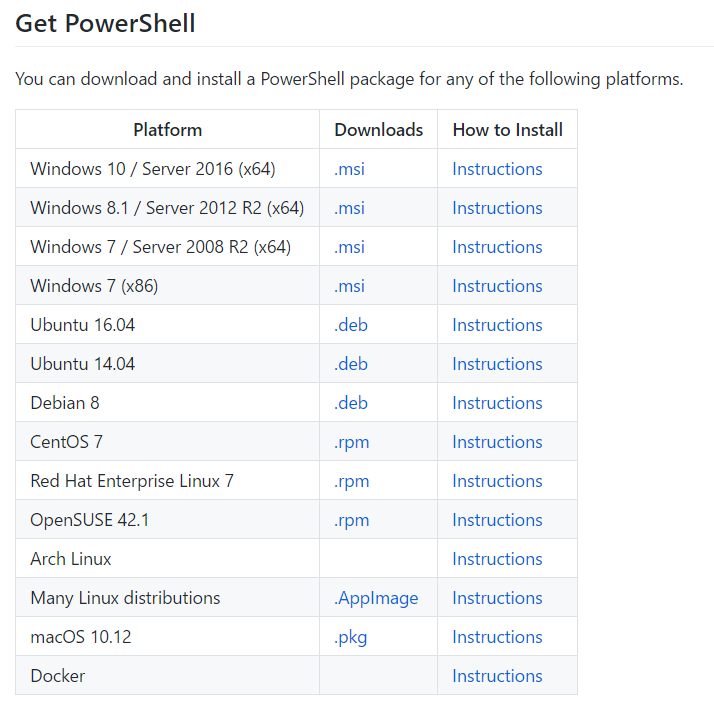 Get PowerShell
You can download and install a PowerShell package for any of the following platforms.
Platform Downloads How to Install
Windows 10 / Server 2016 (x64) .msi Instructions
Windows 8.1 / Server 2012 R2 (x64) .msi Instructions
Windows 7 / Server 2008 R2 (x64) .msi Instructions
Windows 7 (x86) .msi Instructions
Ubuntu 16.04 .deb Instructions
Ubuntu 14.04 .deb Instructions
Debian 8 .deb Instructions
CentOS 7 .rpm Instructions
Red Hat Enterprise Linux 7 .rpm Instructions
OpenSUSE 42.1 .rpm Instructions
Arch Linux Instructions
Many Linux distributions .AppImage Instructions
macOS 10.12 .pkg Instructions
Docker Instructions